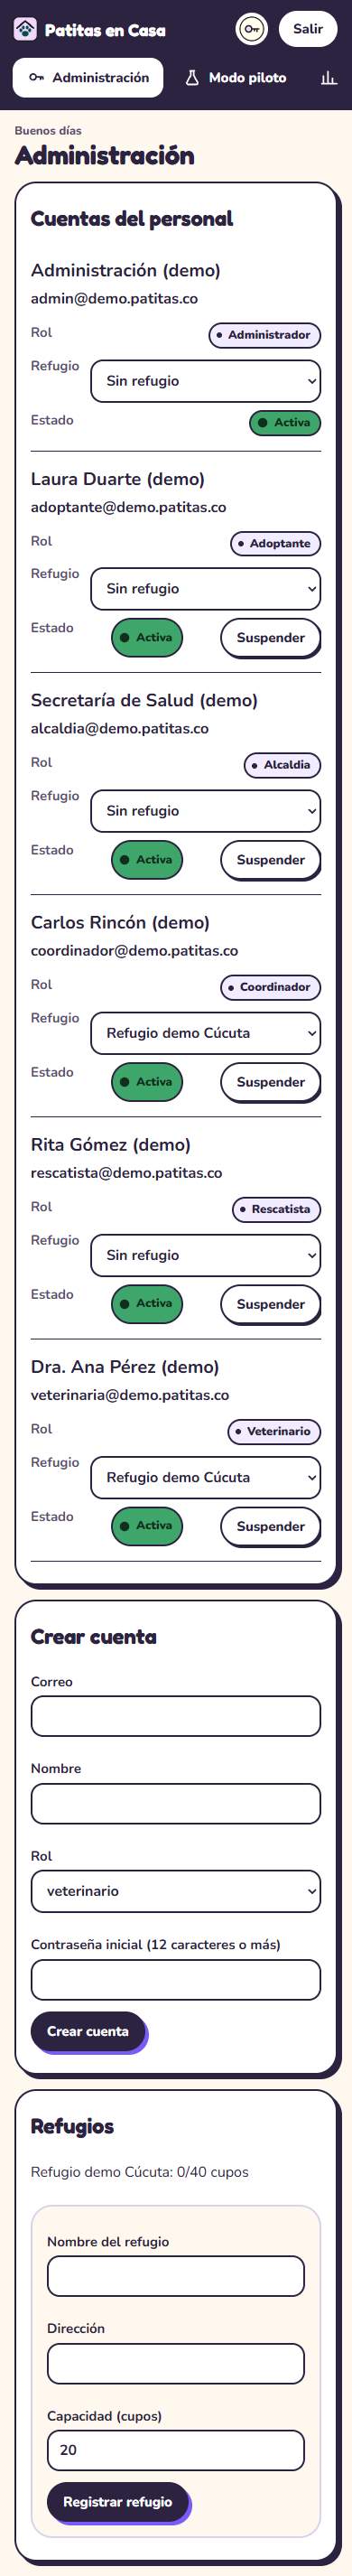 Patitas en Casa
Salir
Administración
Modo piloto
Buenos días
Administración
Cuentas del personal
Administración (demo)
admin@demo.patitas.co
Rol
Administrador
Refugio
Sin refugio
Estado
Activa
Laura Duarte (demo)
adoptante@demo.patitas.co
Rol
Adoptante
Refugio
Sin refugio
Estado
Activa
Suspender
Secretaría de Salud (demo)
alcaldia@demo.patitas.co
Rol
Alcaldia
Refugio
Sin refugio
Estado
Activa
Suspender
Carlos Rincón (demo)
coordinador@demo.patitas.co
Rol
Coordinador
Refugio
Refugio demo Cúcuta
Estado
Activa
Suspender
Rita Gómez (demo)
rescatista@demo.patitas.co
Rol
Rescatista
Refugio
Sin refugio
Estado
Activa
Suspender
Dra. Ana Pérez (demo)
veterinaria@demo.patitas.co
Rol
Veterinario
Refugio
Refugio demo Cúcuta
Estado
Activa
Suspender
Crear cuenta
Correo
Nombre
Rol
veterinario
Contraseña inicial (12 caracteres o más)
Crear cuenta
Refugios
Refugio demo Cúcuta: 0/40 cupos
Nombre del refugio
Dirección
Capacidad (cupos)
20
Registrar refugio